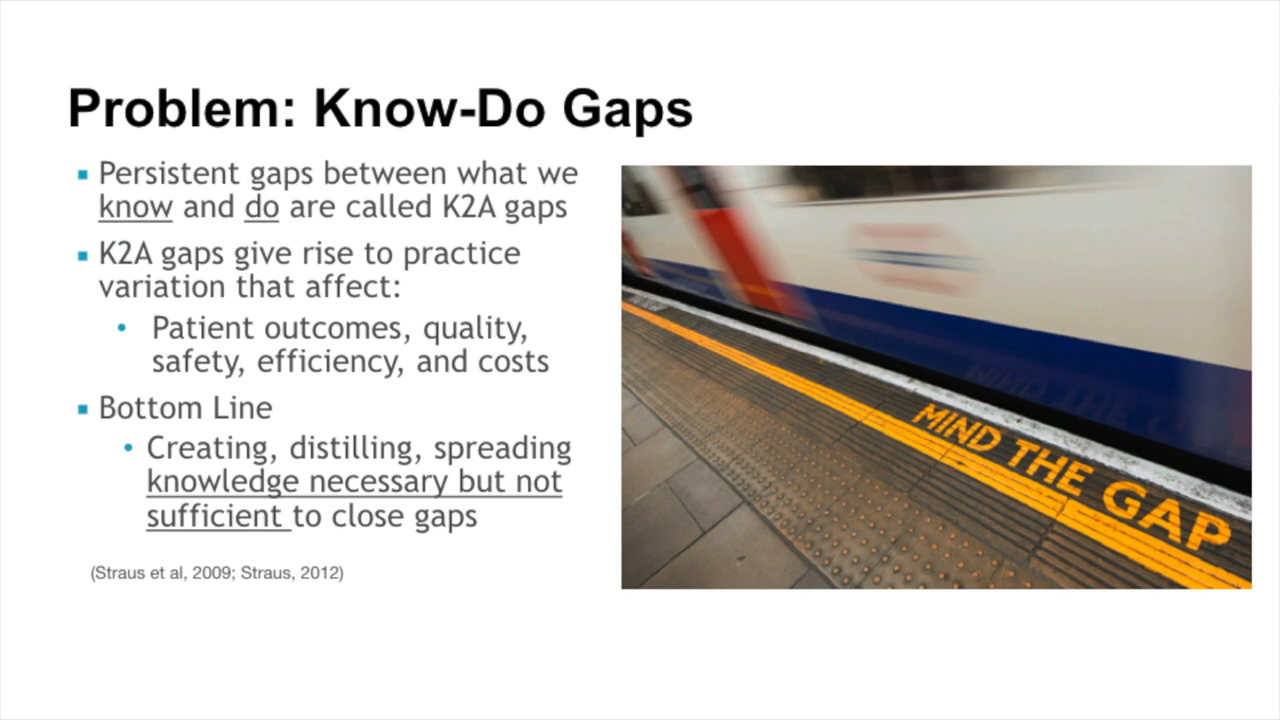 Problem: Know-Do Gaps
▪ Persistent gaps between what we
know and do are called K2A gaps
▪ K2A gaps give rise to practice
variation that affect:
• Patient outcomes, quality,
safety, efficiency, and costs
▪ Bottom Line
• Creating, distilling, spreading
knowledge necessary but not
sufficient to close gaps
(Straus et al, 2009; Straus, 2012)
MIND THE GAP